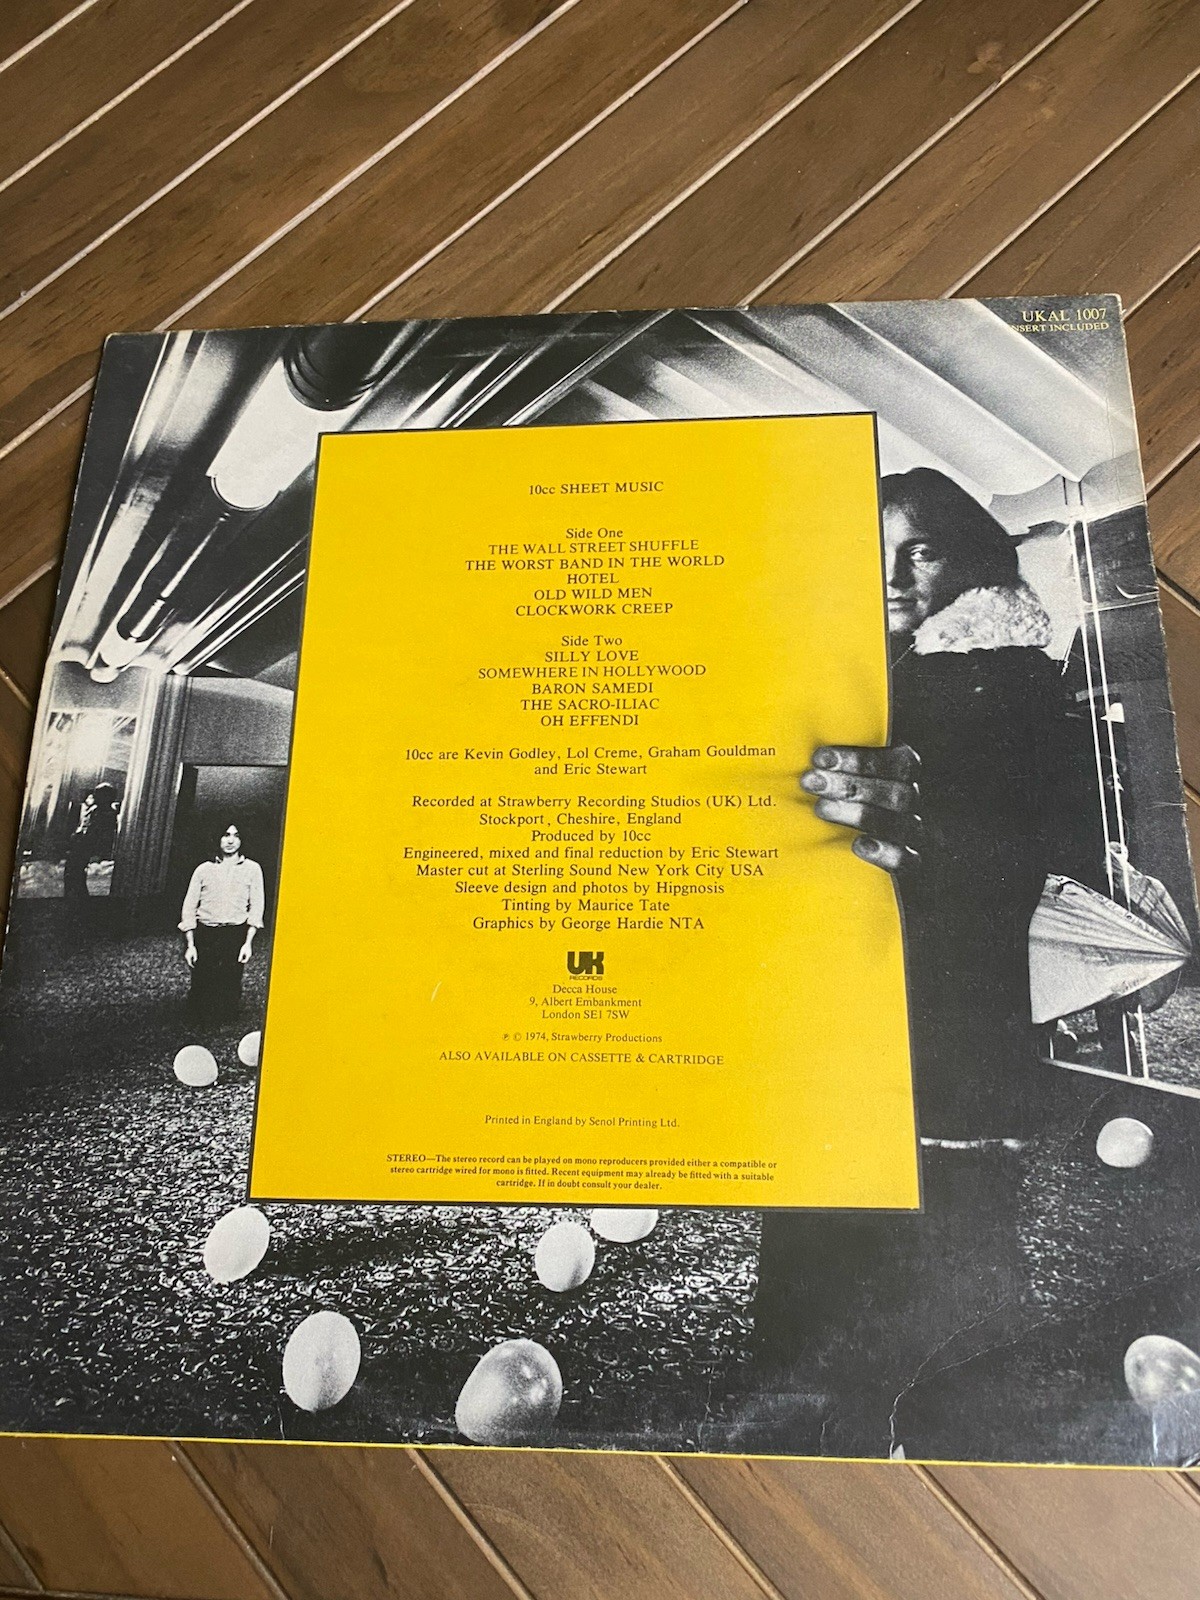 UKAL 1007
INSERT INCLUDED
10cc SHEET MUSIC
Side One
THE WALL STREET SHUFFLE
THE WORST BAND IN THE WORLD
HOTEL
OLD WILD MEN
CLOCKWORK CREEP
Side Two
SILLY LOVE
SOMEWHERE IN HOLLYWOOD
BARON SAMEDI
THE SACRO-ILIAC
OH EFFENDI
10cc are Kevin Godley, Lol Creme, Graham Gouldman
and Eric Stewart
Recorded at Strawberry Recording Studios (UK) Ltd.
Stockport, Cheshire, England
Produced by 10cc
Engineered, mixed and final reduction by Eric Stewart
Master cut at Sterling Sound New York City USA
Sleeve design and photos by Hipgnosis
Tinting by Maurice Tate
Graphics by George Hardie NTA
UK
RECORDS
Decca House
9, Albert Embankment
London SE1 7SW
℗ © 1974, Strawberry Productions
ALSO AVAILABLE ON CASSETTE & CARTRIDGE
Printed in England by Senol Printing Ltd.
STEREO—The stereo record can be played on mono reproducers provided either a compatible or
stereo cartridge wired for mono is fitted. Recent equipment may already be fitted with a suitable
cartridge. If in doubt consult your dealer.